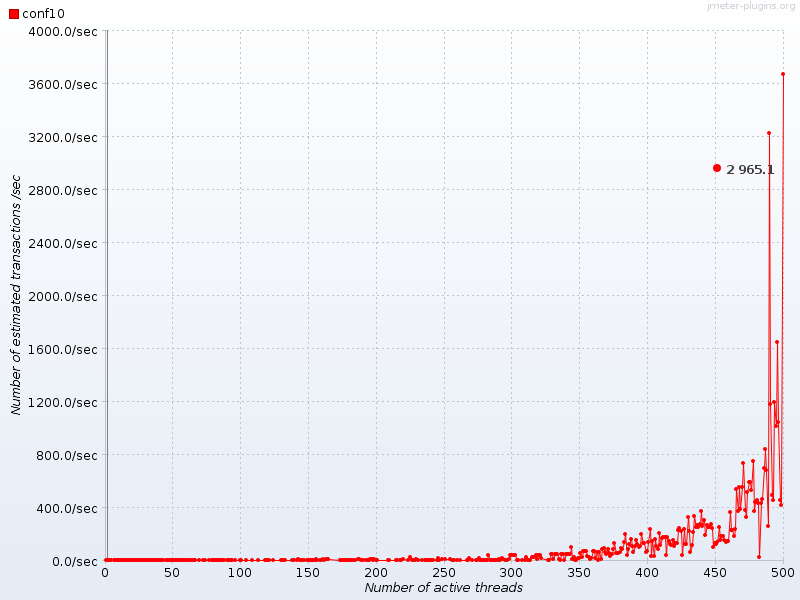 jmeter-plugins.org
conf10
4000.0/sec
3600.0/sec
3200.0/sec
2800.0/sec
2400.0/sec
2000.0/sec
1600.0/sec
1200.0/sec
800.0/sec
400.0/sec
0.0/sec
Number of estimated transactions /sec
2 965.1
0 50 100 150 200 250 300 350 400 450 500
Number of active threads